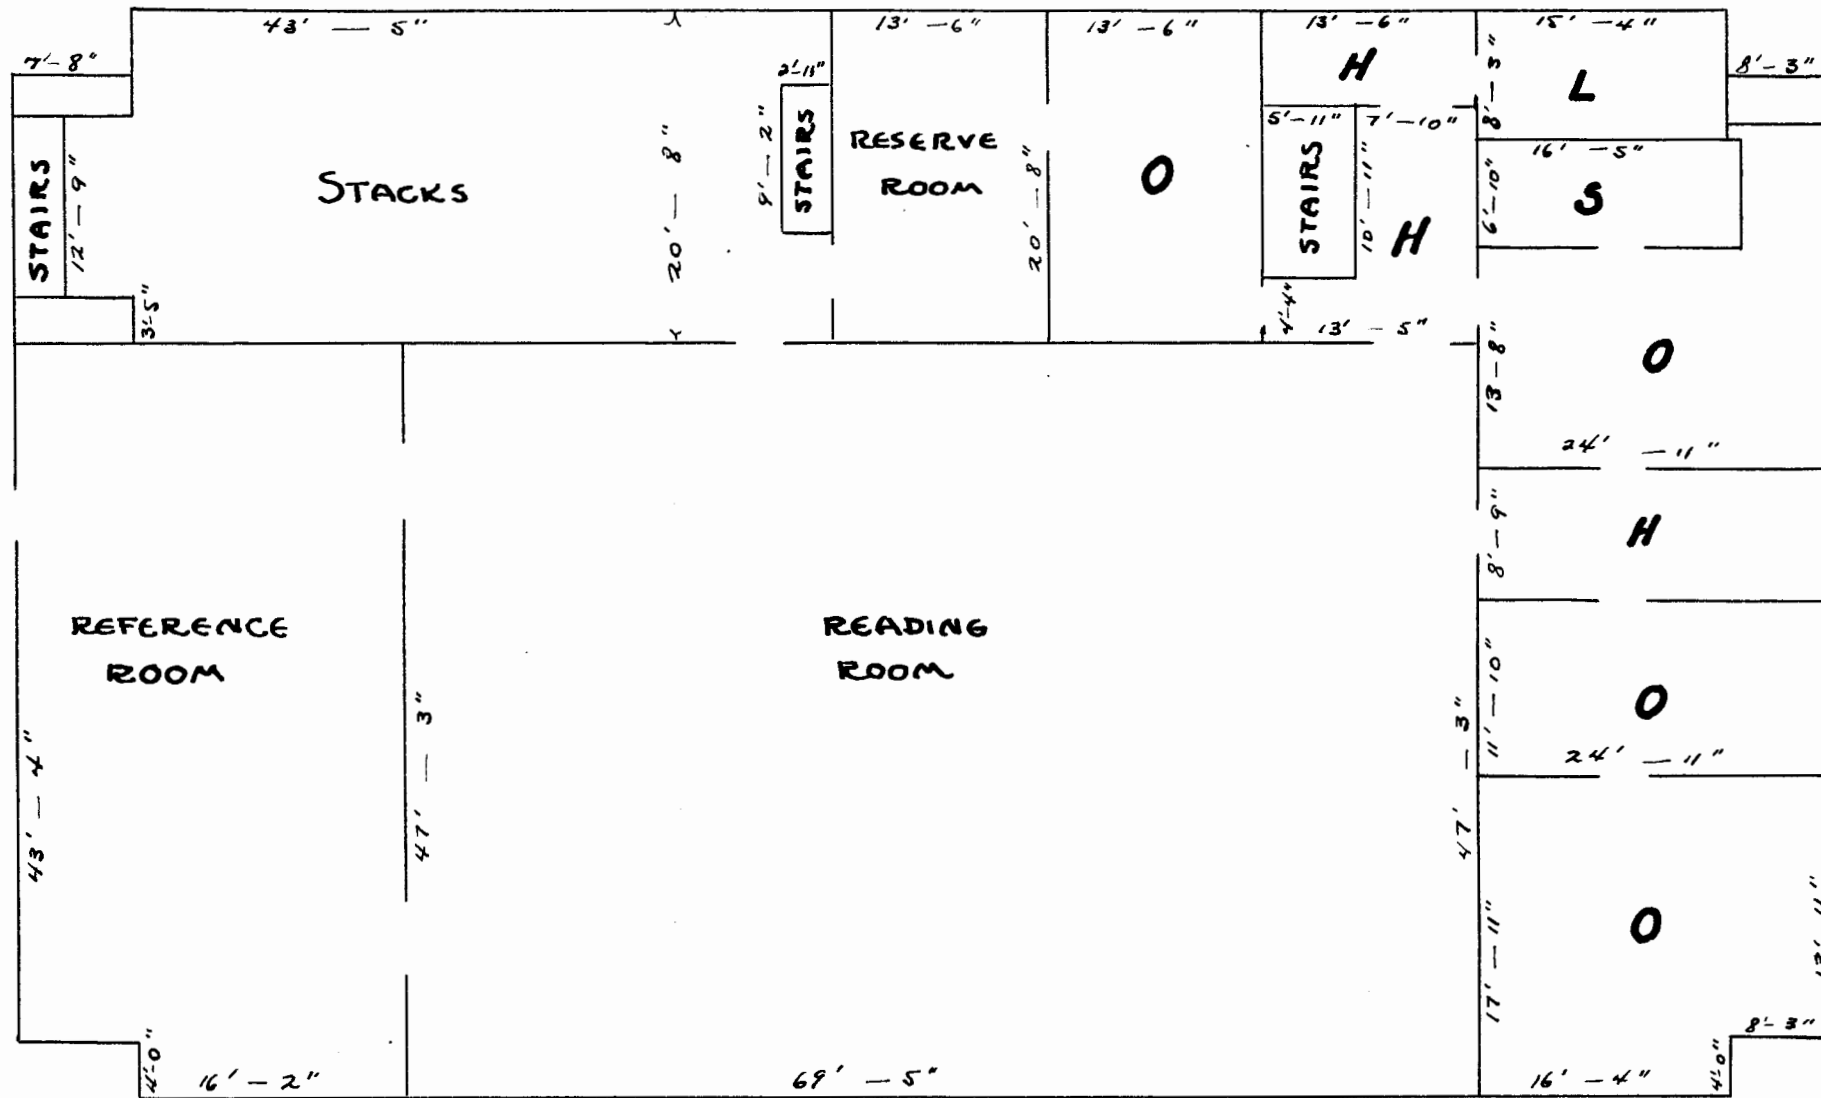 43' — 5"
13' —6"
13' —6"
13' —6"
15' —4"
7'-8"
2'-11"
H
8'—3"
L
8'—3"
STAIRS
12'—9"
STACKS
20' — 8"
9'—2"
STAIRS
RESERVE
ROOM
20'—8"
O
5'—11"
7'—10"
STAIRS
10'—11"
H
16' —5"
6'—10"
S
3'-5"
4'-4"
13' — 5"
13—8"
O
24' —11"
8'—9"
H
REFERENCE
ROOM
READING
ROOM
43' — 4"
47' — 3"
47' —3"
11'—10"
O
24' —11"
17' —11"
O
8'-3"
4'-0"
16' — 2"
69' —5"
16' —4"
4'-0"